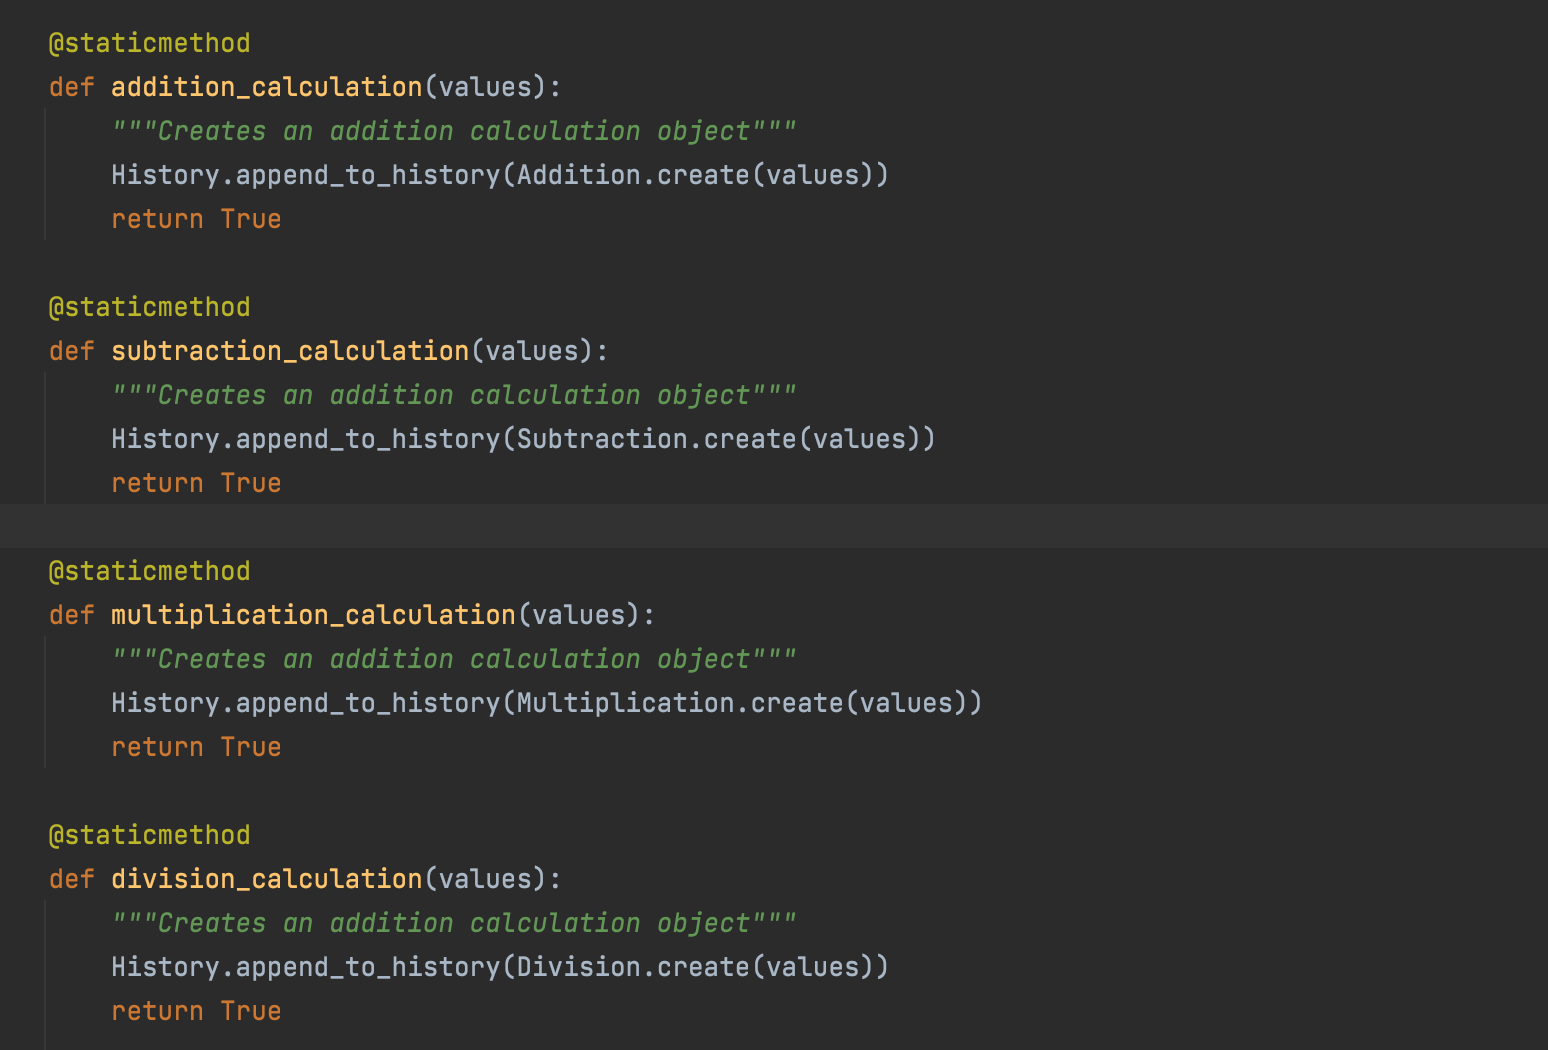 @staticmethod
def addition_calculation(values):
    """Creates an addition calculation object"""
    History.append_to_history(Addition.create(values))
    return True

@staticmethod
def subtraction_calculation(values):
    """Creates an addition calculation object"""
    History.append_to_history(Subtraction.create(values))
    return True

@staticmethod
def multiplication_calculation(values):
    """Creates an addition calculation object"""
    History.append_to_history(Multiplication.create(values))
    return True

@staticmethod
def division_calculation(values):
    """Creates an addition calculation object"""
    History.append_to_history(Division.create(values))
    return True